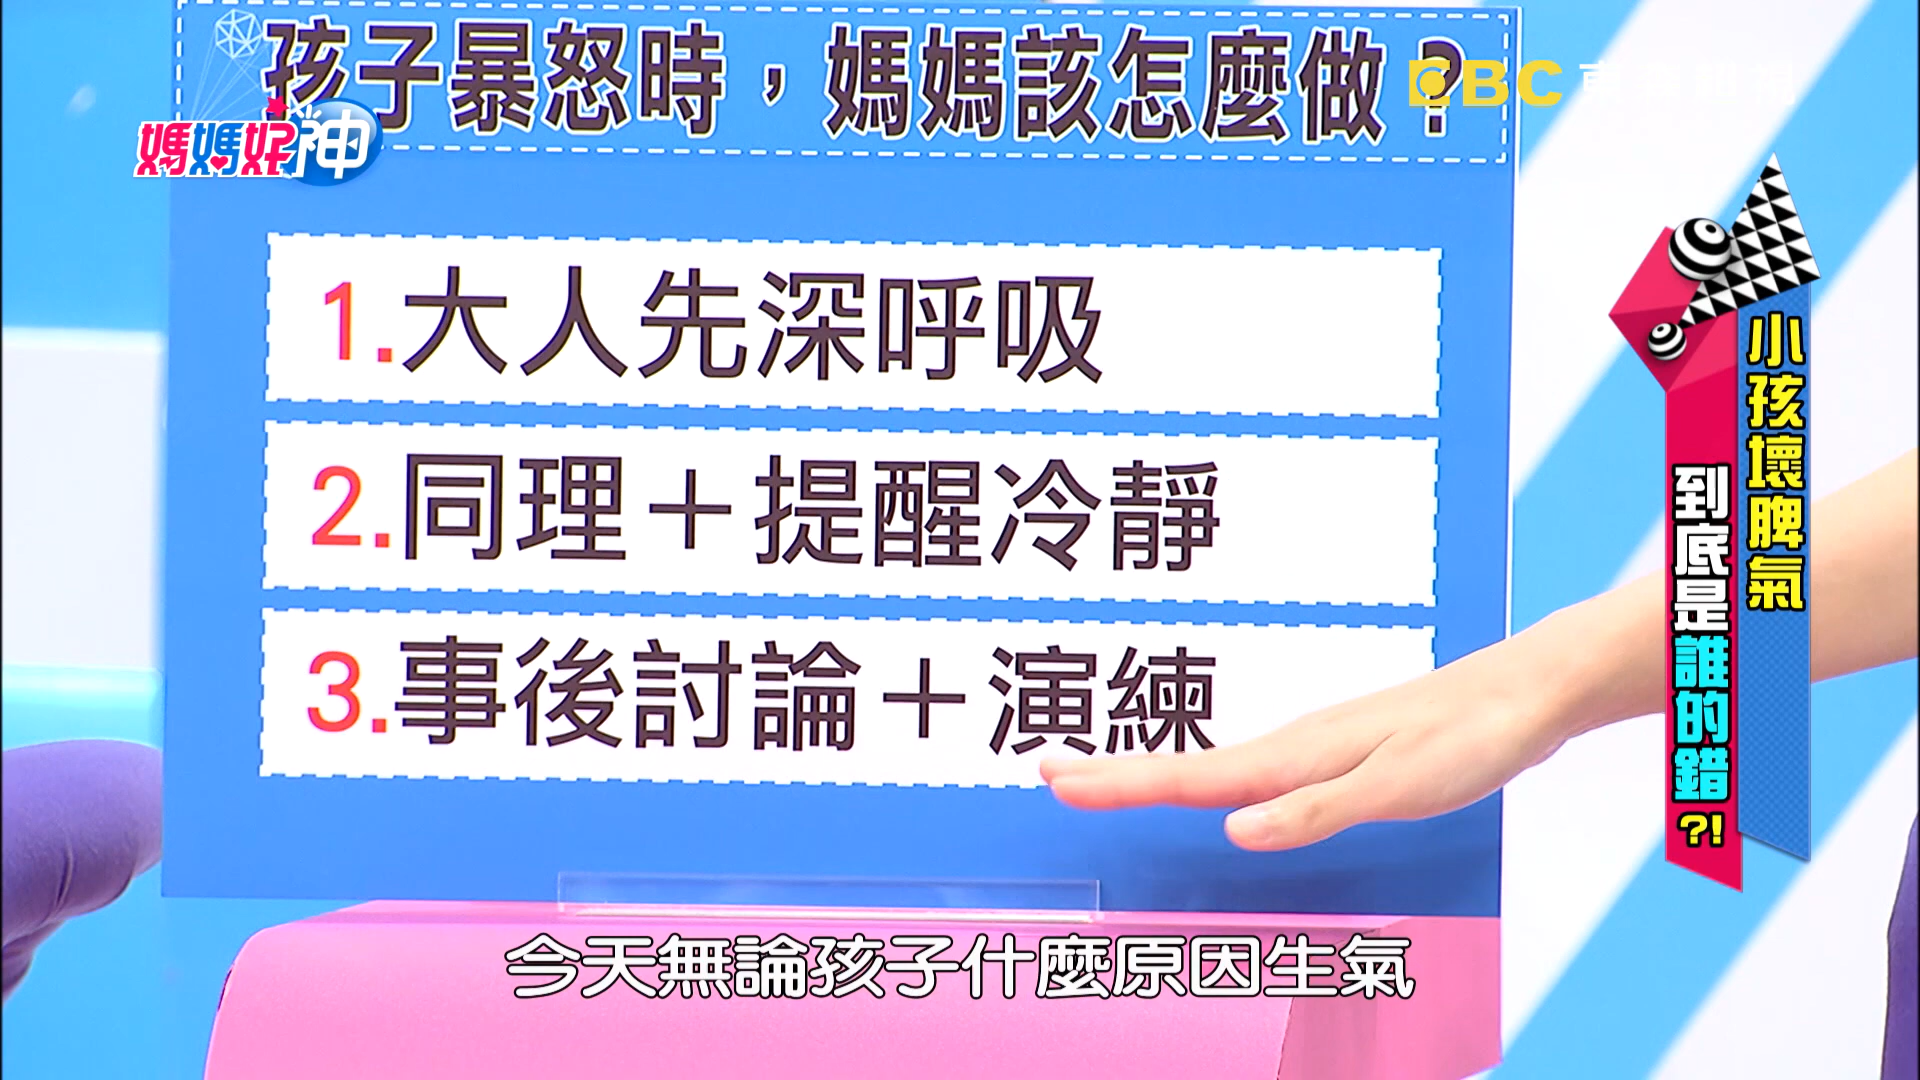 孩子暴怒時，媽媽該怎麼做？
媽媽好神
EBC
1.大人先深呼吸
2.同理＋提醒冷靜
3.事後討論＋演練
小孩壞脾氣
到底是誰的錯?!
今天無論孩子什麼原因生氣